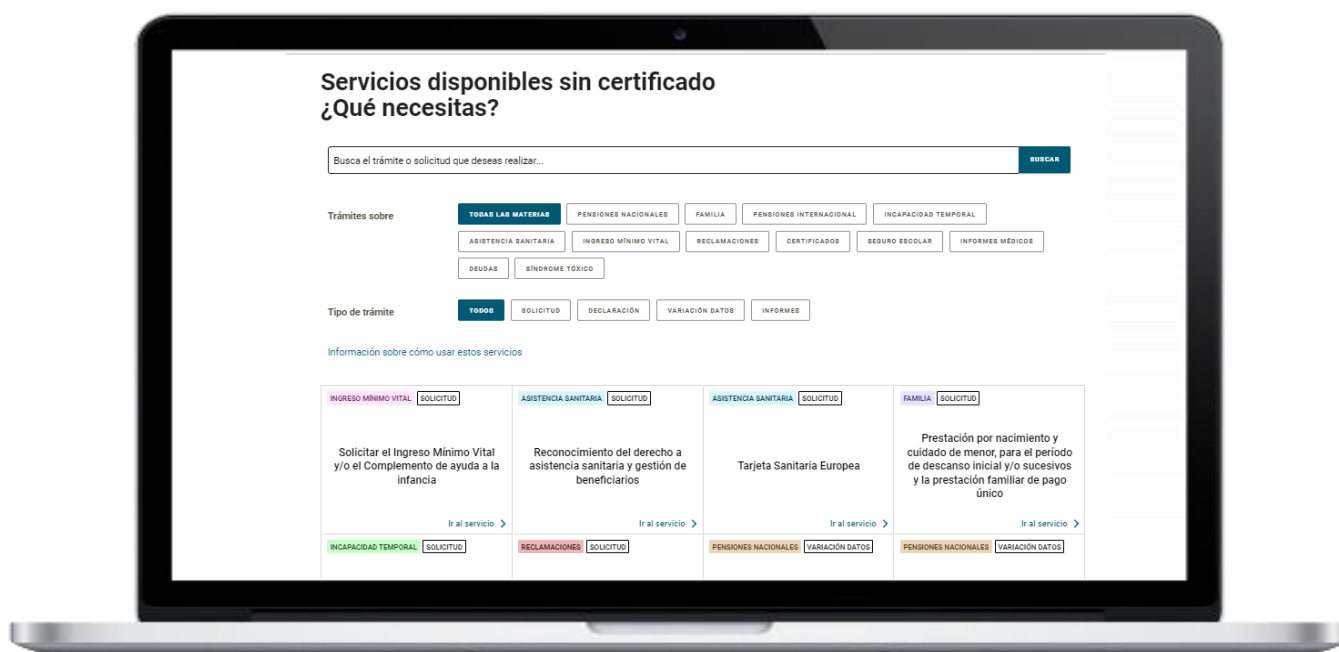 Servicios disponibles sin certificado
¿Qué necesitas?
Busca el trámite o solicitud que deseas realizar...
BUSCAR
Trámites sobre
TODAS LAS MATERIAS
PENSIONES NACIONALES
FAMILIA
PENSIONES INTERNACIONAL
INCAPACIDAD TEMPORAL
ASISTENCIA SANITARIA
INGRESO MÍNIMO VITAL
RECLAMACIONES
CERTIFICADOS
SEGURO ESCOLAR
INFORMES MÉDICOS
DEUDAS
SÍNDROME TÓXICO
Tipo de trámite
TODOS
SOLICITUD
DECLARACIÓN
VARIACIÓN DATOS
INFORMES
Información sobre cómo usar estos servicios
INGRESO MÍNIMO VITAL SOLICITUD
Solicitar el Ingreso Mínimo Vital
y/o el Complemento de ayuda a la
infancia
Ir al servicio
ASISTENCIA SANITARIA SOLICITUD
Reconocimiento del derecho a
asistencia sanitaria y gestión de
beneficiarios
Ir al servicio
ASISTENCIA SANITARIA SOLICITUD
Tarjeta Sanitaria Europea
Ir al servicio
FAMILIA SOLICITUD
Prestación por nacimiento y
cuidado de menor, para el período
de descanso inicial y/o sucesivos
y la prestación familiar de pago
único
Ir al servicio
INCAPACIDAD TEMPORAL SOLICITUD
RECLAMACIONES SOLICITUD
PENSIONES NACIONALES VARIACIÓN DATOS
PENSIONES NACIONALES VARIACIÓN DATOS